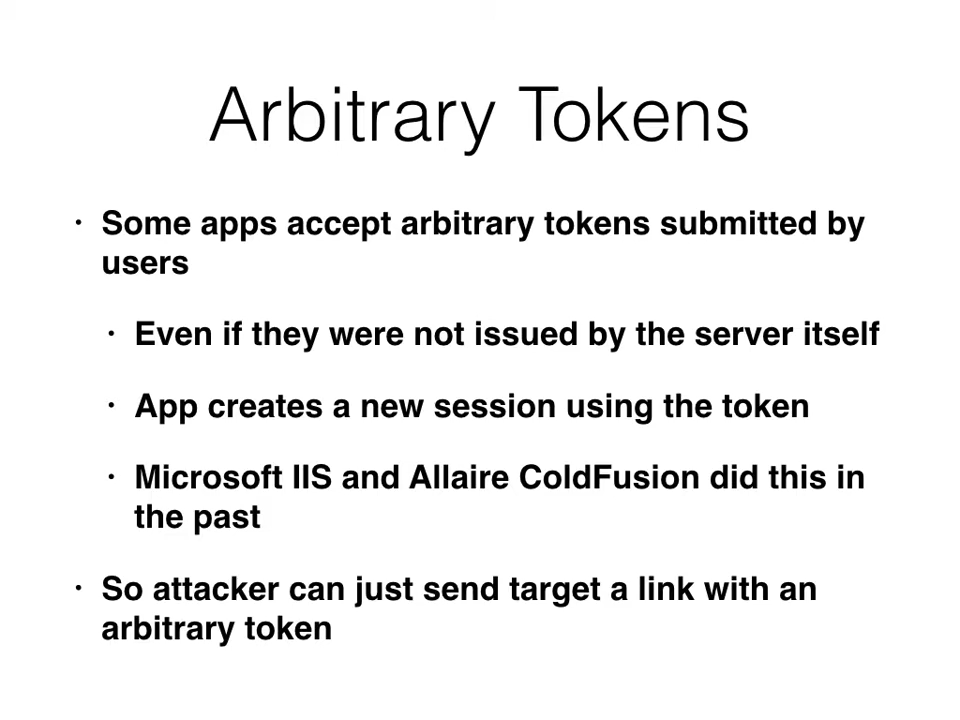 Arbitrary Tokens
• Some apps accept arbitrary tokens submitted by
users
• Even if they were not issued by the server itself
• App creates a new session using the token
• Microsoft IIS and Allaire ColdFusion did this in
the past
• So attacker can just send target a link with an
arbitrary token